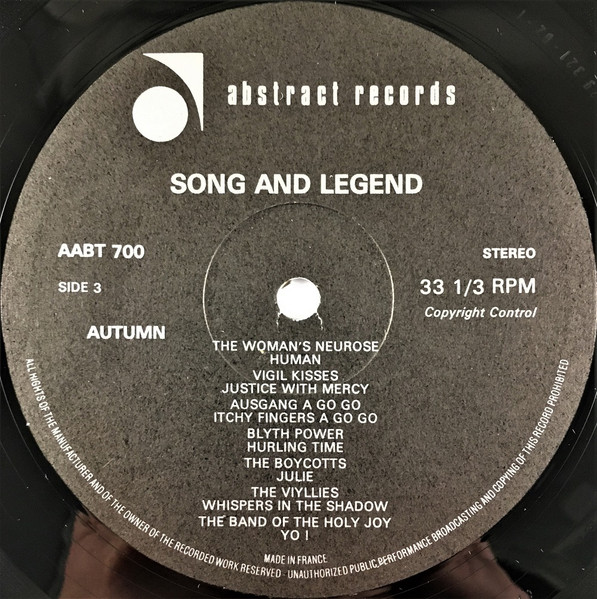 abstract records
SONG AND LEGEND
AABT 700
STEREO
SIDE 3
33 1/3 RPM
Copyright Control
AUTUMN
THE WOMAN'S NEUROSE
HUMAN
VIGIL KISSES
JUSTICE WITH MERCY
AUSGANG A GO GO
ITCHY FINGERS A GO GO
BLYTH POWER
HURLING TIME
THE BOYCOTTS
JULIE
THE VIYLLIES
WHISPERS IN THE SHADOW
THE BAND OF THE HOLY JOY
YO !
MADE IN FRANCE
ALL RIGHTS OF THE MANUFACTURER AND OF THE OWNER OF THE RECORDED WORK RESERVED - UNAUTHORIZED PUBLIC PERFORMANCE BROADCASTING AND COPYING OF THIS RECORD PROHIBITED